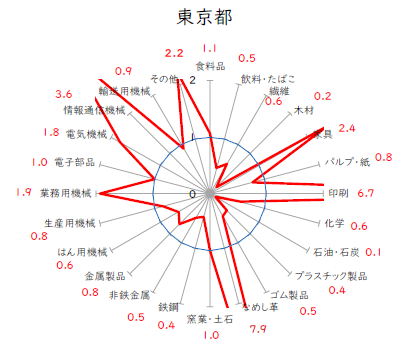 東京都
1.1
食料品
0.5
飲料・たばこ
繊維
0.6
0.2
木材
家具
2.4
パルプ・紙
0.8
印刷
6.7
化学
0.6
石油・石炭
0.1
プラスチック製品
0.4
ゴム製品
0.5
なめし革
7.9
窯業・土石
1.0
鉄鋼
0.4
非鉄金属
0.5
金属製品
0.8
はん用機械
0.6
生産用機械
0.8
業務用機械
1.9
電子部品
1.0
電気機械
1.8
情報通信機械
3.6
輸送用機械
0.9
その他
2.2
2
1
0